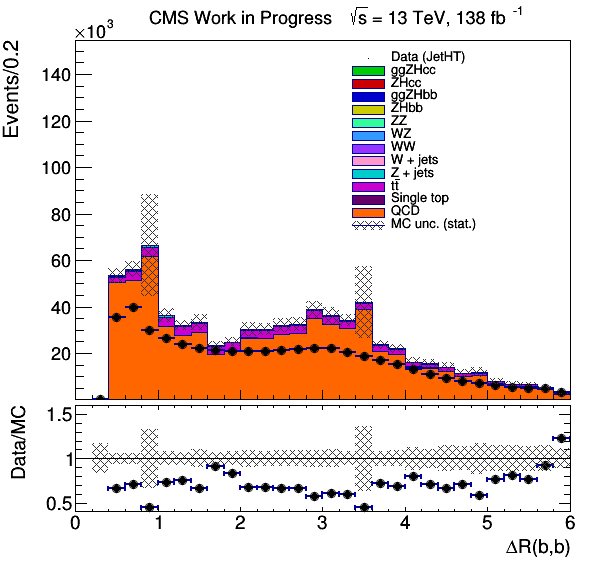 CMS Work in Progress √s = 13 TeV, 138 fb⁻¹
×10³
Events/0.2
140
120
100
80
60
40
20
Data (JetHT)
ggZHcc
ZHcc
ggZHbb
ZHbb
ZZ
WZ
WW
W + jets
Z + jets
tt̄
Single top
QCD
MC unc. (stat.)
Data/MC
1.5
1
0.5
0 1 2 3 4 5 6
ΔR(b,b)